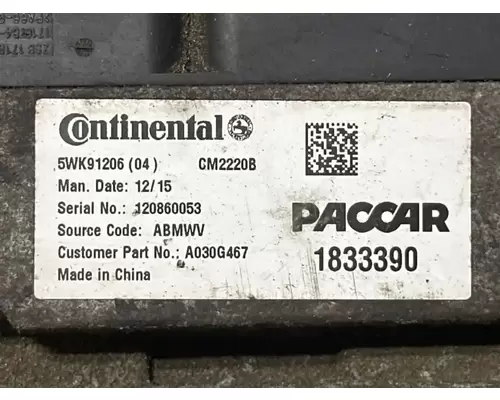 Continental
5WK91206 (04) CM2220B
Man. Date: 12/15
Serial No.: 120860053
Source Code: ABMWV
Customer Part No.: A030G467
Made in China
PACCAR
1833390